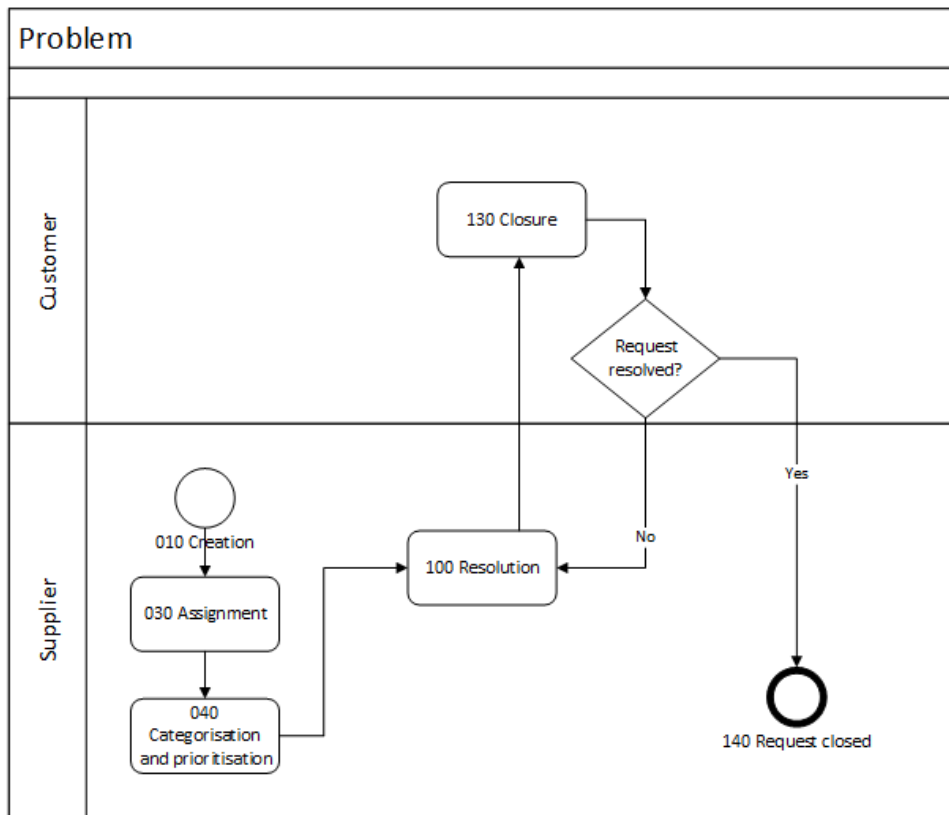 Problem
Customer
130 Closure
Request
resolved?
Supplier
Yes
No
010 Creation
100 Resolution
030 Assignment
040
Categorisation
and prioritisation
140 Request closed